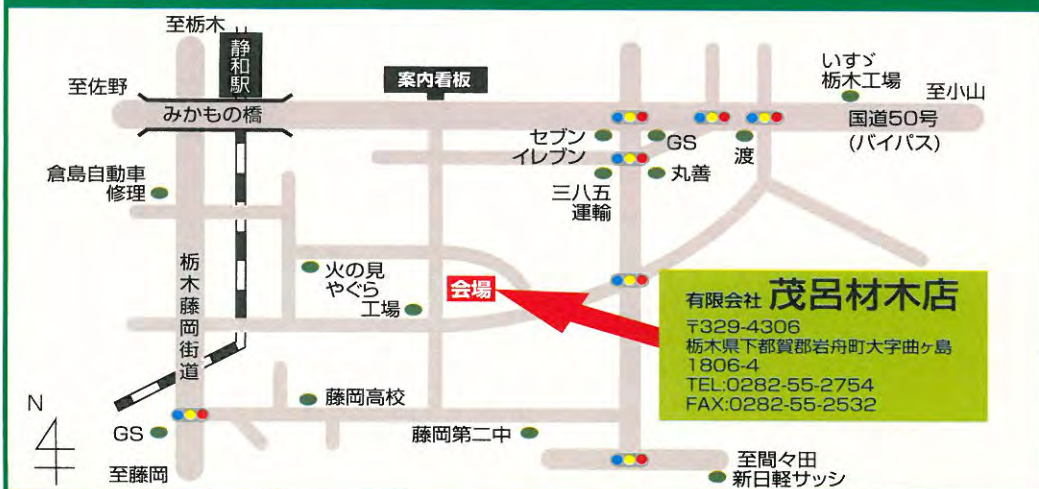 至栃木
静和駅
至佐野
案内看板
いすゞ
栃木工場
至小山
みかもの橋
国道50号
(バイパス)
セブン
イレブン
GS
渡
丸善
三八五
運輸
倉島自動車
修理
栃木藤岡街道
火の見
やぐら
工場
会場
有限会社 茂呂材木店
〒329-4306
栃木県下都賀郡岩舟町大字曲ヶ島
1806-4
TEL:0282-55-2754
FAX:0282-55-2532
N
藤岡高校
GS
藤岡第二中
至藤岡
至間々田
新日軽サッシ